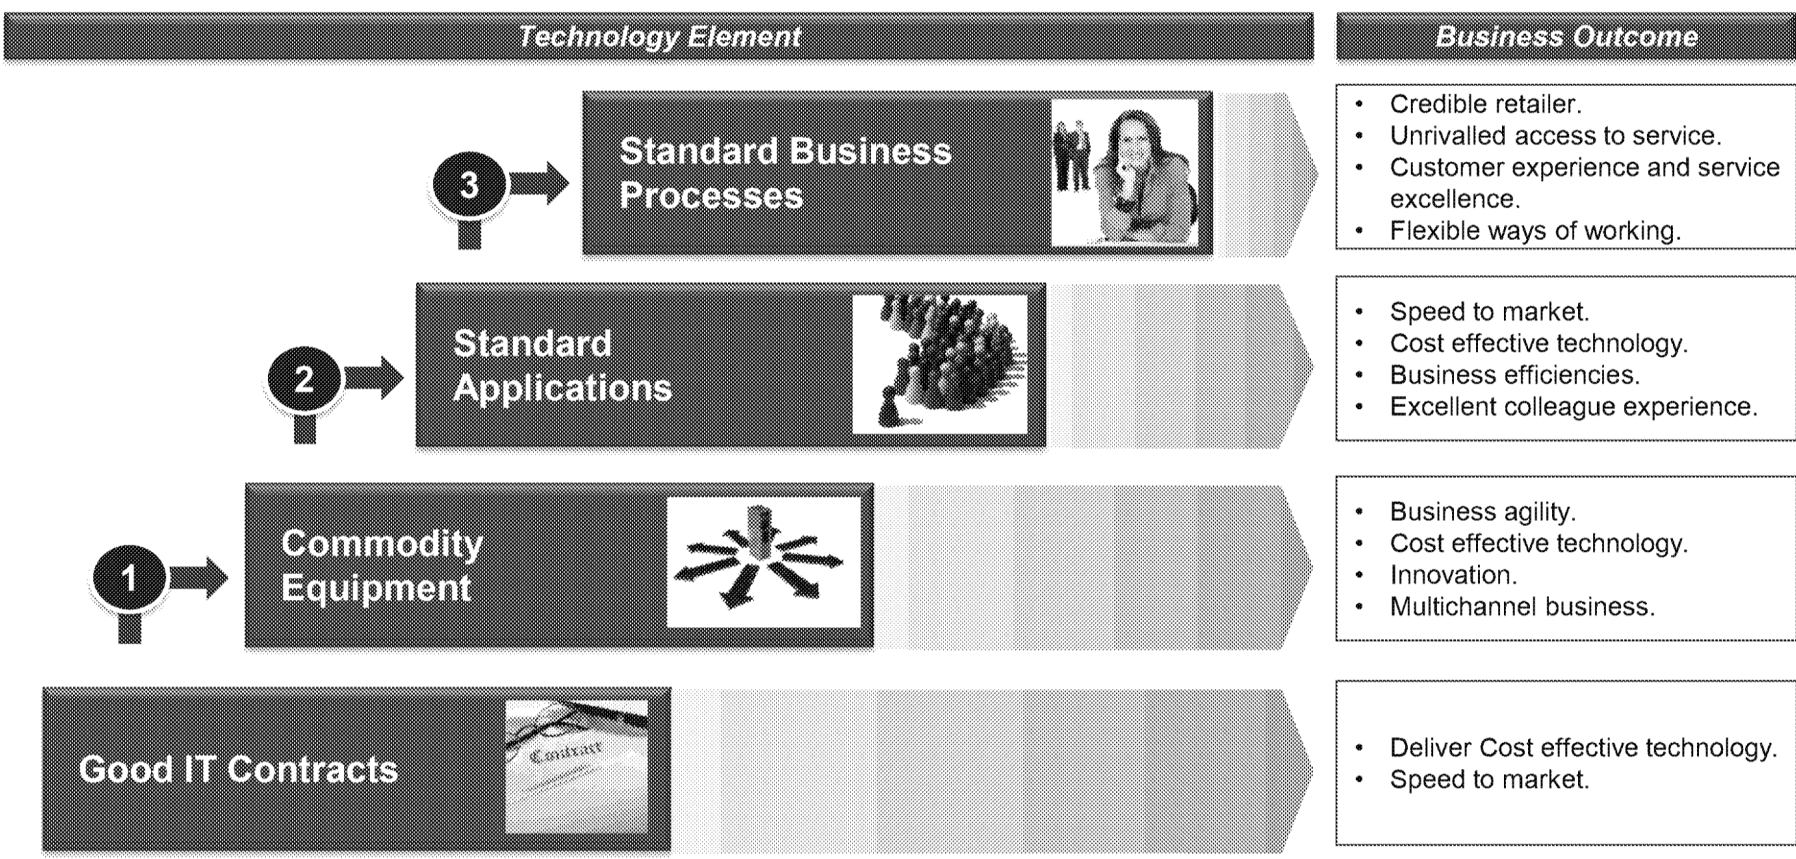 Technology Element
Business Outcome
3
Standard Business
Processes
• Credible retailer.
• Unrivalled access to service.
• Customer experience and service
excellence.
• Flexible ways of working.
2
Standard
Applications
• Speed to market.
• Cost effective technology.
• Business efficiencies.
• Excellent colleague experience.
1
Commodity
Equipment
• Business agility.
• Cost effective technology.
• Innovation.
• Multichannel business.
Good IT Contracts
Contract
• Deliver Cost effective technology.
• Speed to market.